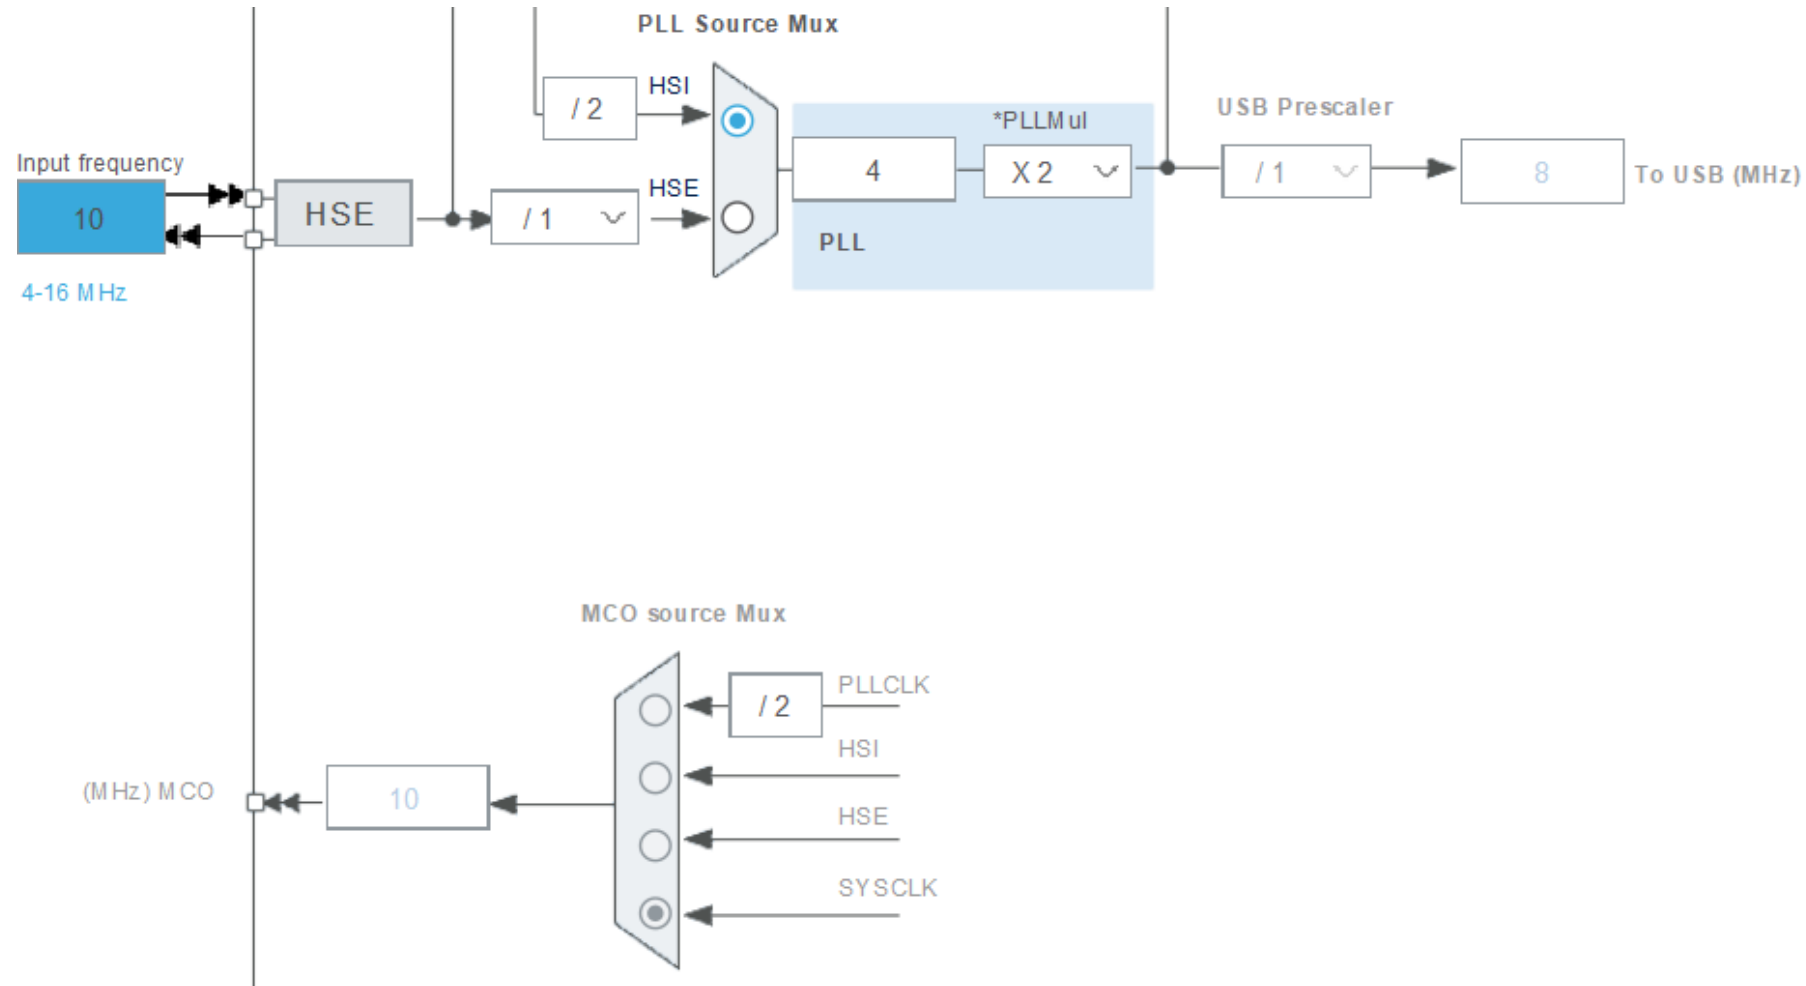 PLL Source Mux
HSI
/ 2
*PLLMul
USB Prescaler
Input frequency
4
X 2
/ 1
8
To USB (MHz)
HSE
10
HSE
/ 1
PLL
4-16 MHz
MCO source Mux
PLLCLK
/ 2
HSI
(MHz) MCO
10
HSE
SYSCLK